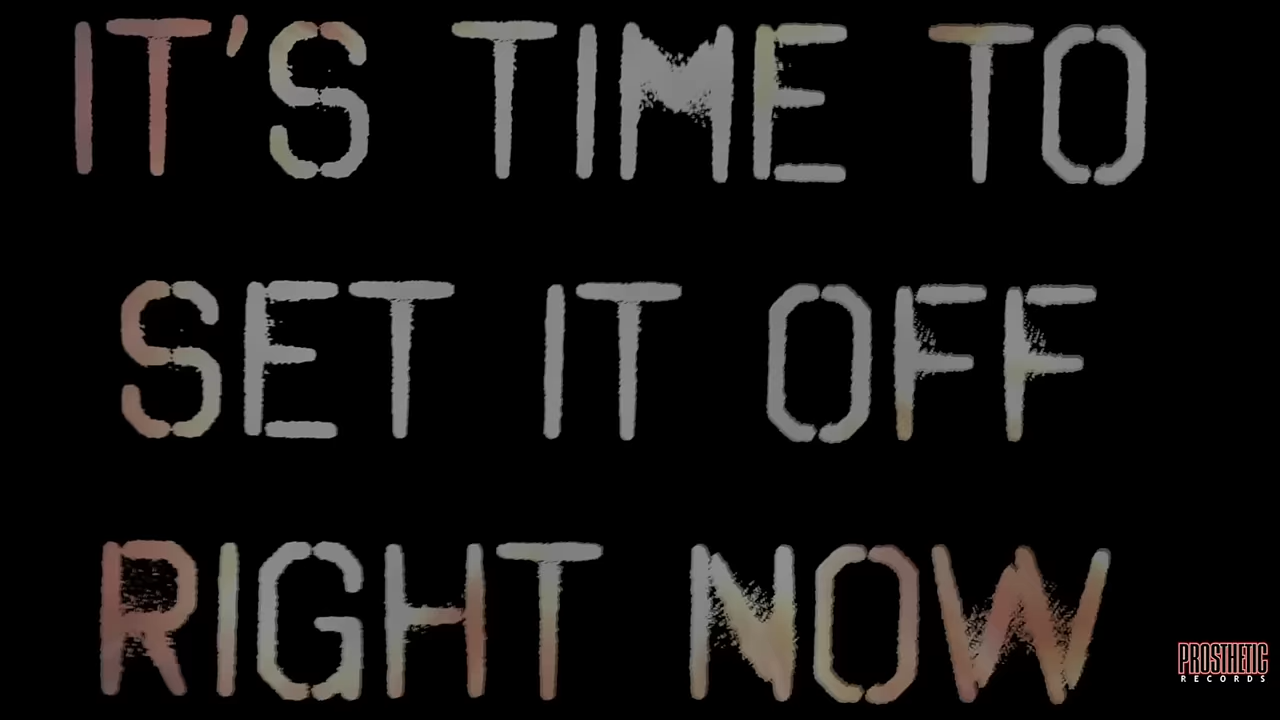 IT'S TIME TO
SET IT OFF
RIGHT NOW
PROSTHETIC
RECORDS